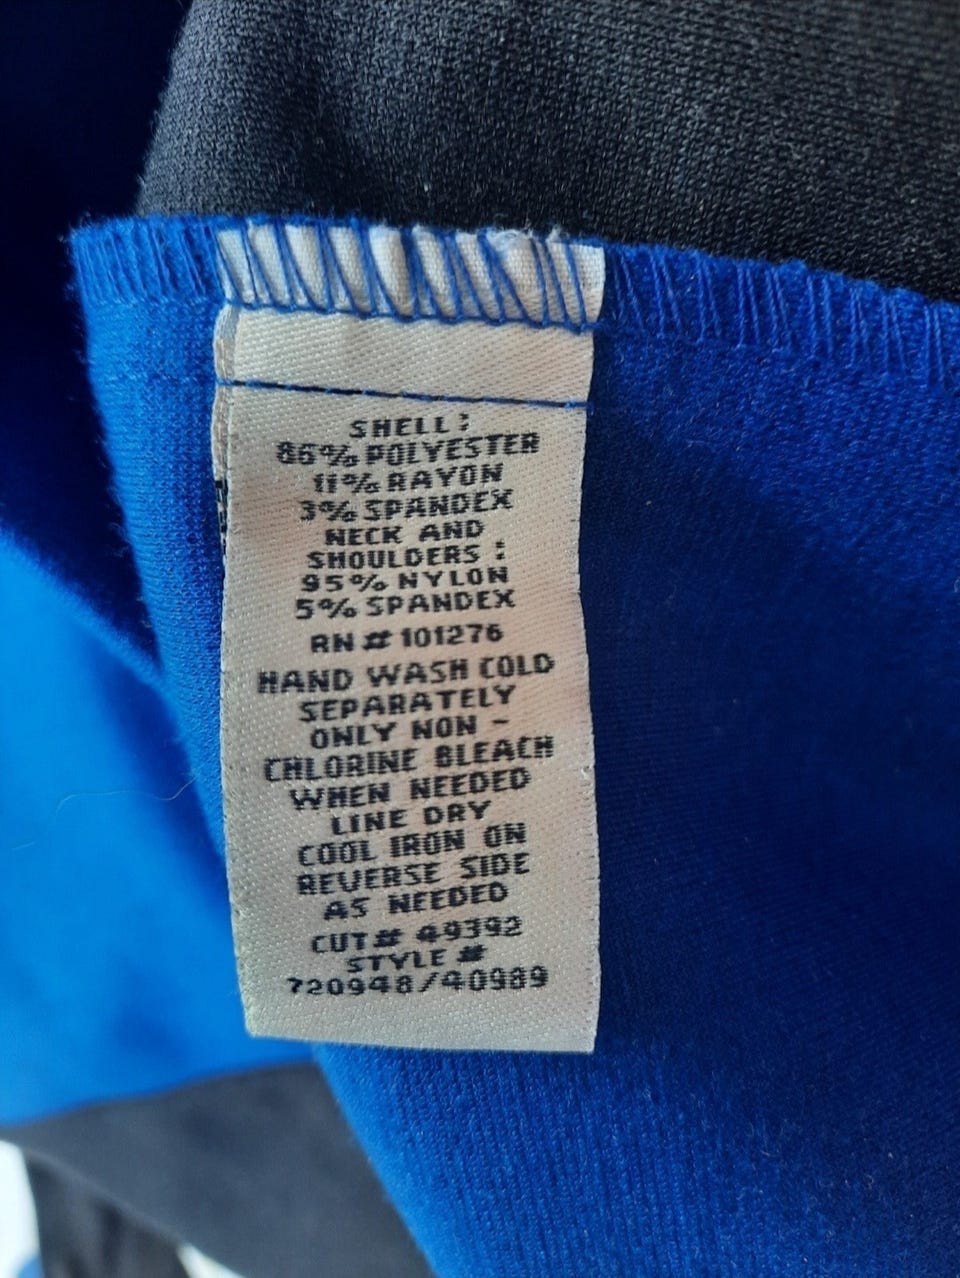 SHELL:
86% POLYESTER
11% RAYON
3% SPANDEX
NECK AND
SHOULDERS:
95% NYLON
5% SPANDEX
RN # 101276
HAND WASH COLD
SEPARATELY
ONLY NON -
CHLORINE BLEACH
WHEN NEEDED
LINE DRY
COOL IRON ON
REVERSE SIDE
AS NEEDED
CUT# 49392
STYLE #
720948/40989